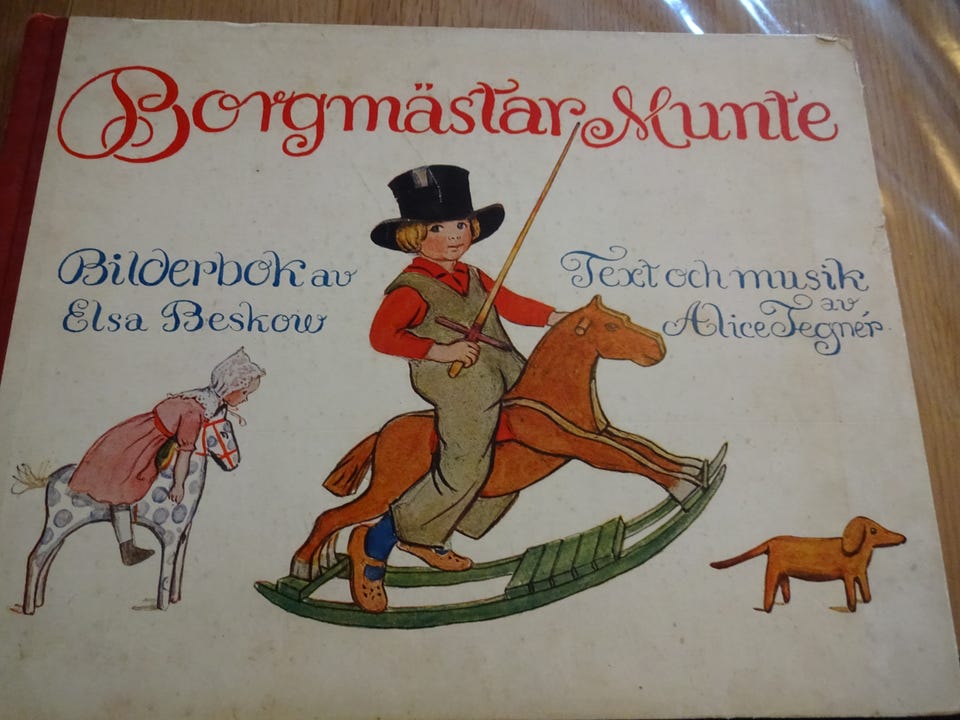 Borgmästar Munte
Bilderbok av
Elsa Beskow
Text och musik
av
Alice Tegnér.